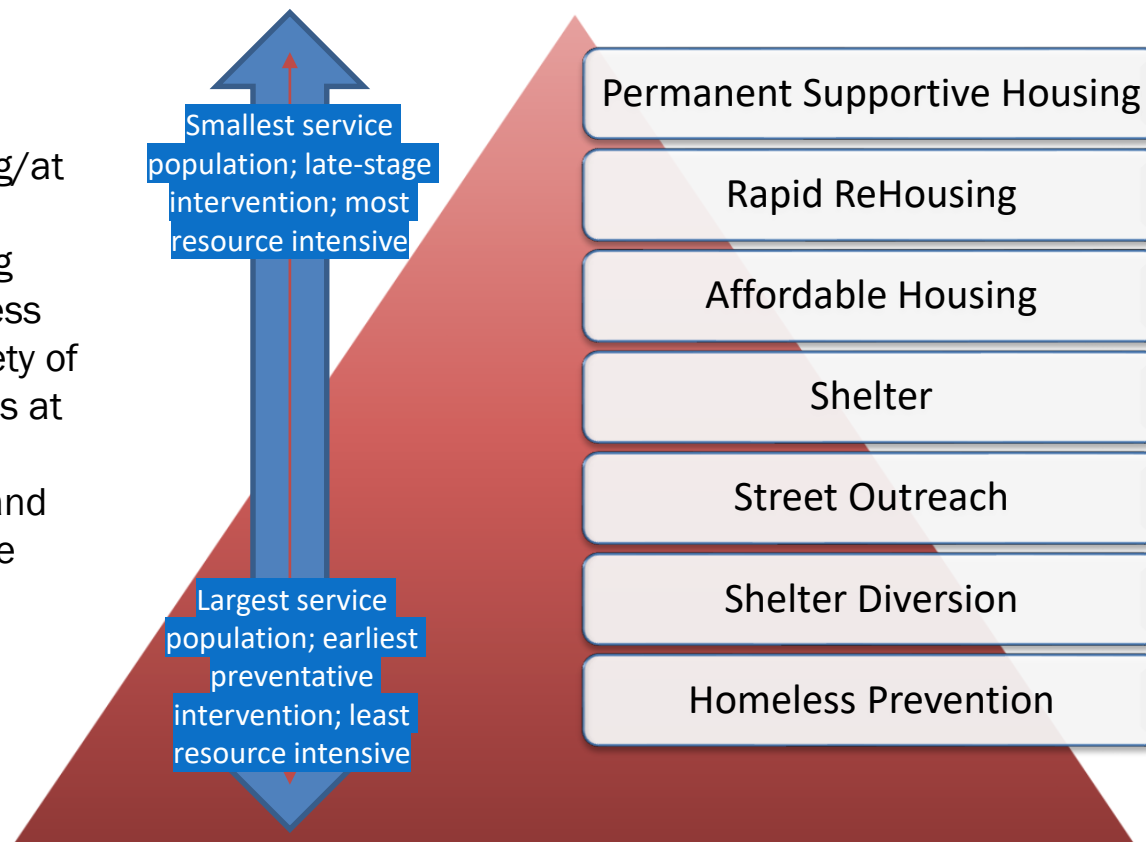 g/at
g
ess
ety of
s at
and
e
Smallest service
population; late-stage
intervention; most
resource intensive
Largest service
population; earliest
preventative
intervention; least
resource intensive
Permanent Supportive Housing
Rapid ReHousing
Affordable Housing
Shelter
Street Outreach
Shelter Diversion
Homeless Prevention